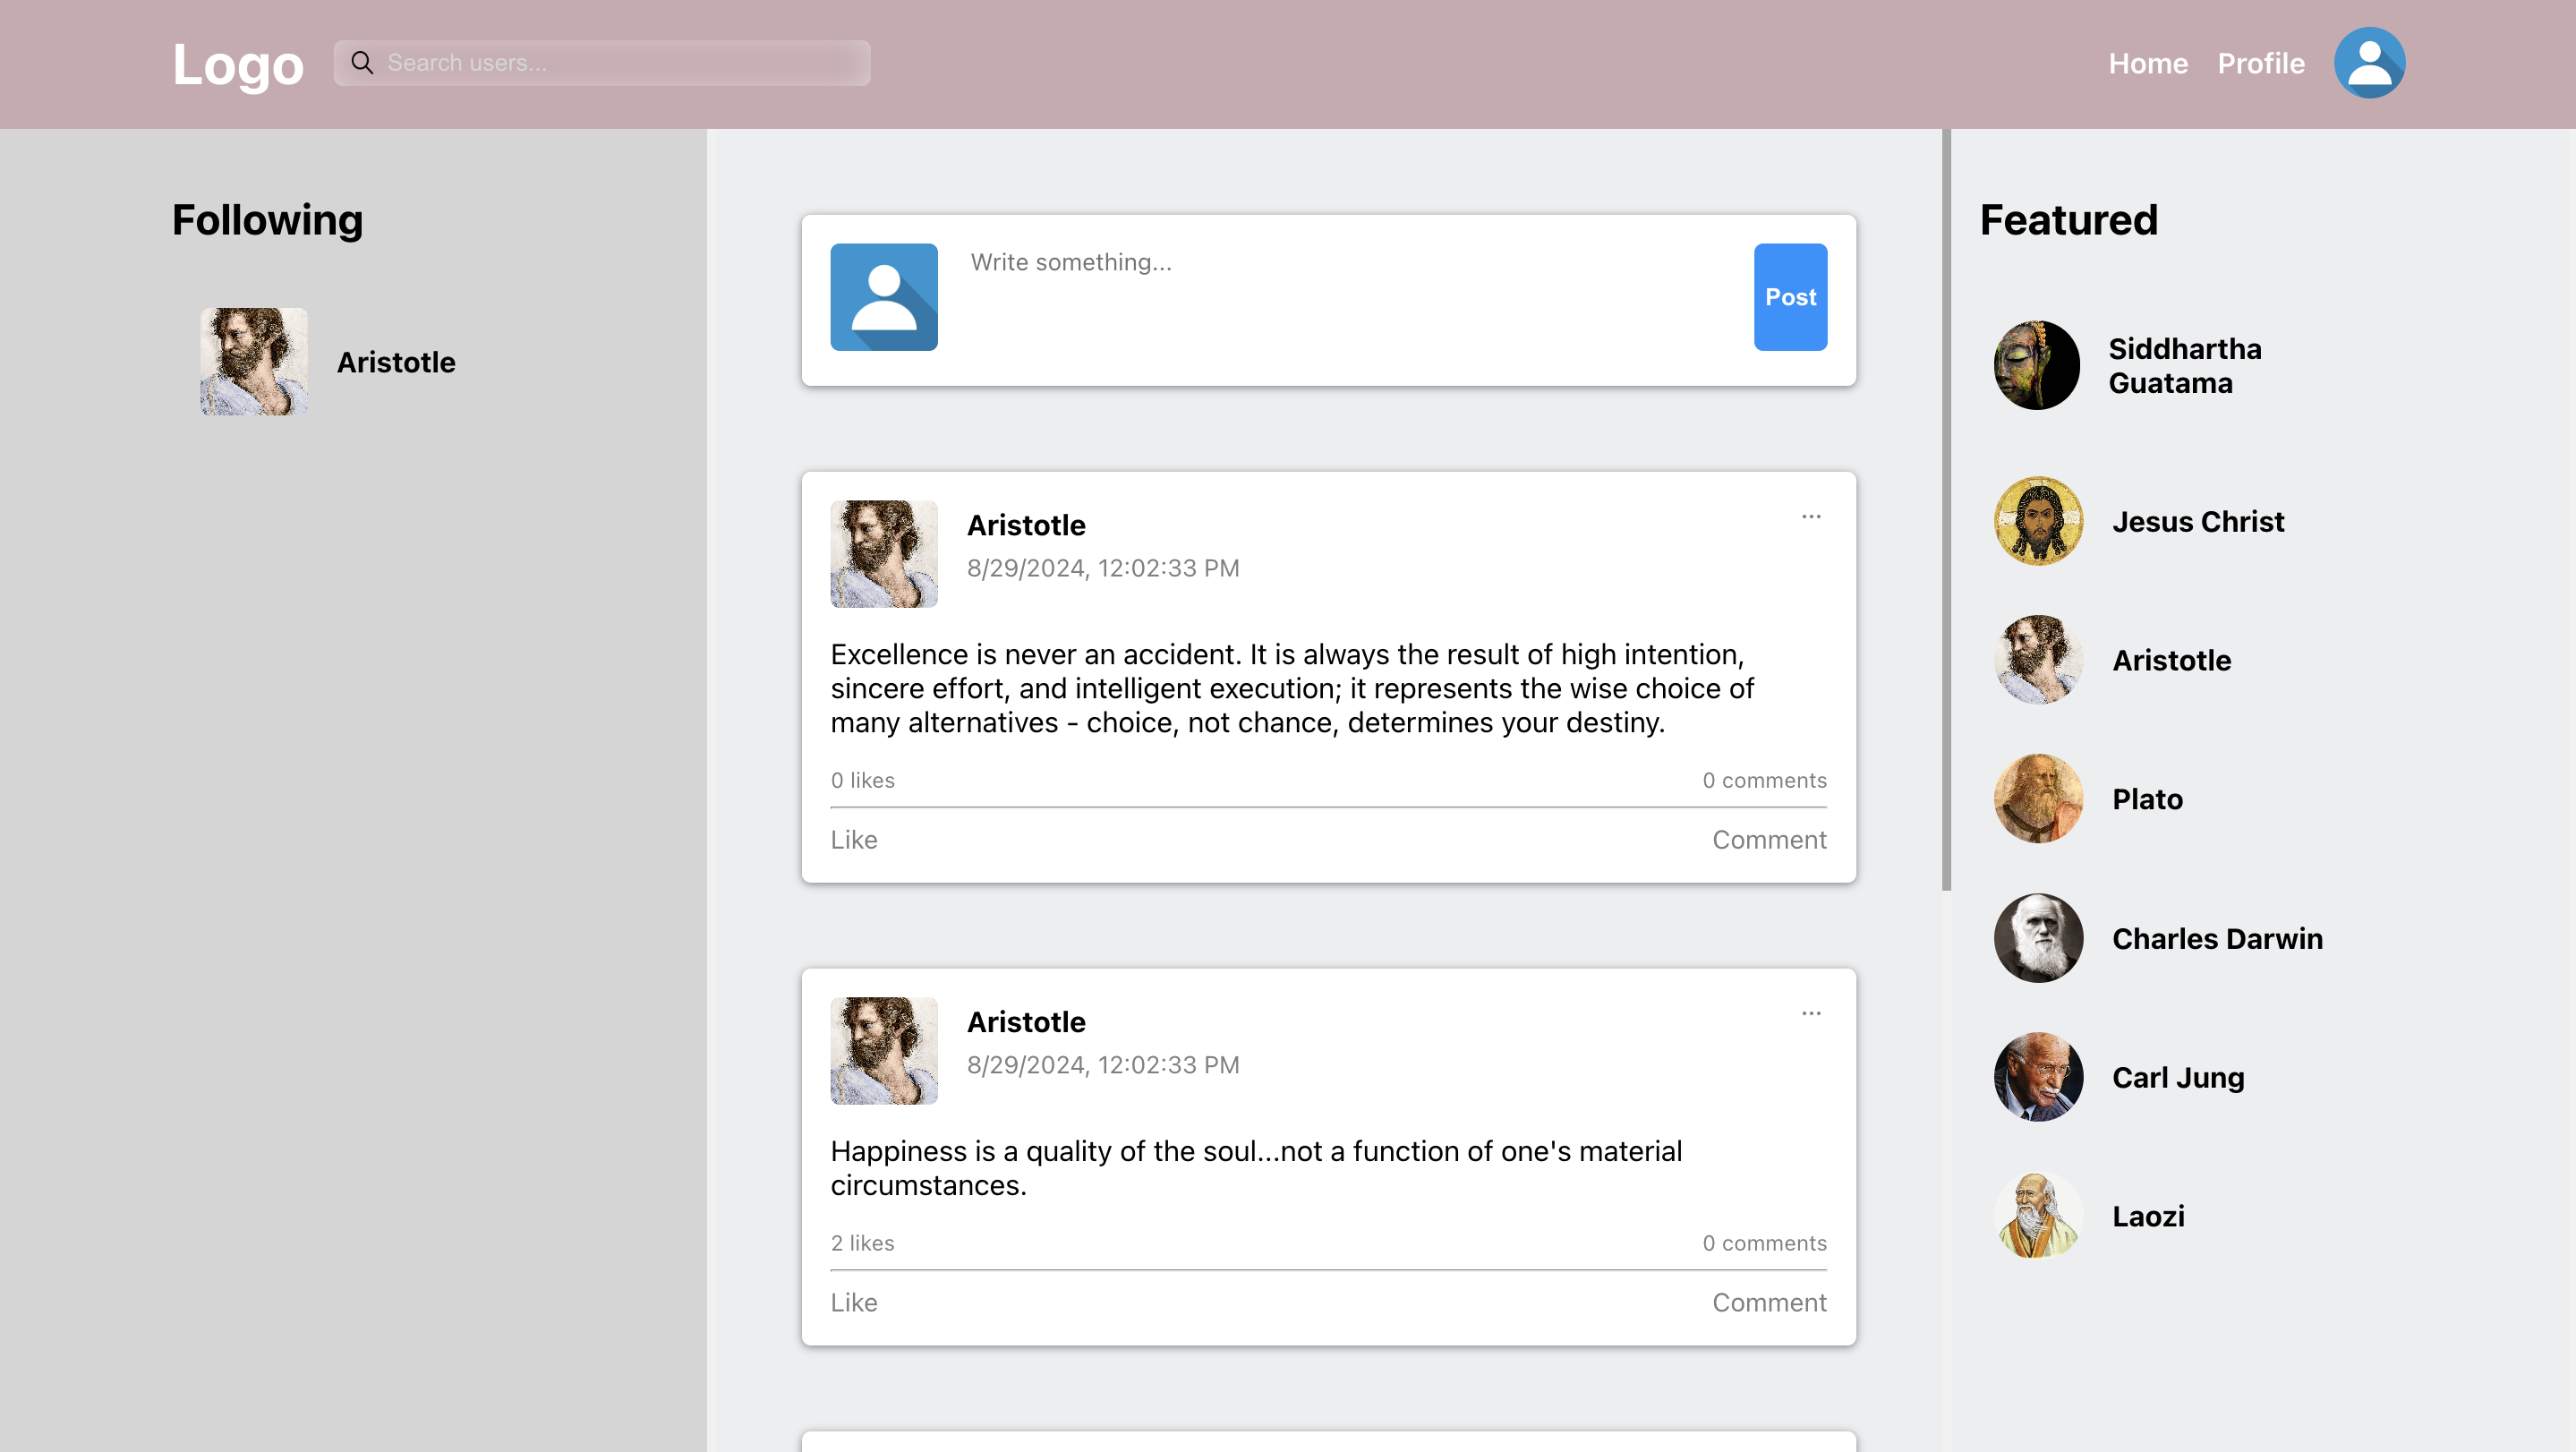 Logo
Search users...
Home
Profile
Following
Aristotle
Write something...
Post
Aristotle
...
8/29/2024, 12:02:33 PM
Excellence is never an accident. It is always the result of high intention,
sincere effort, and intelligent execution; it represents the wise choice of
many alternatives - choice, not chance, determines your destiny.
0 likes
0 comments
Like
Comment
Aristotle
...
8/29/2024, 12:02:33 PM
Happiness is a quality of the soul...not a function of one's material
circumstances.
2 likes
0 comments
Like
Comment
Featured
Siddhartha
Guatama
Jesus Christ
Aristotle
Plato
Charles Darwin
Carl Jung
Laozi